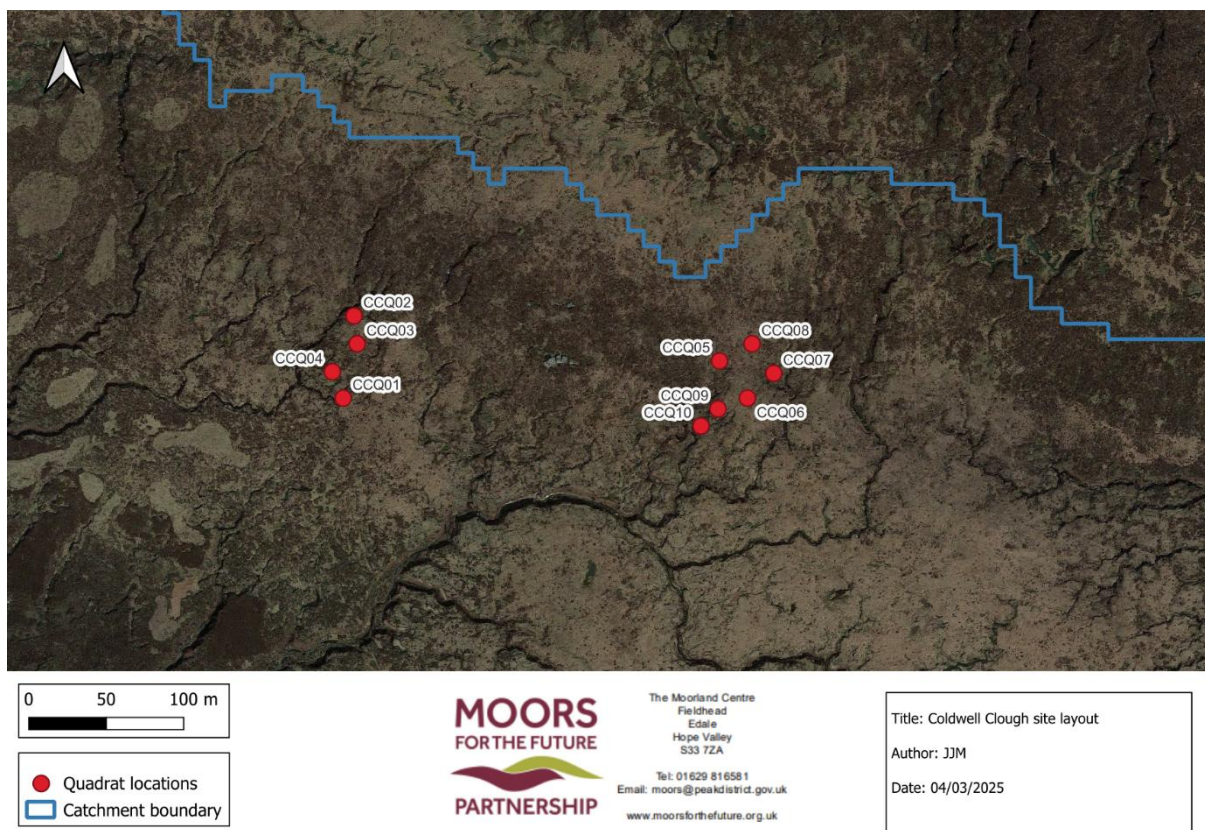 CCQ02
CCQ03
CCQ04
CCQ01
CCQ08
CCQ05
CCQ07
CCQ09
CCQ06
CCQ10
0 50 100 m
Quadrat locations
Catchment boundary
MOORS
FOR THE FUTURE
PARTNERSHIP
The Moorland Centre
Fieldhead
Edale
Hope Valley
S33 7ZA
Tel: 01629 816581
Email: moors@peakdistrict.gov.uk
www.moorsforthefuture.org.uk
Title: Coldwell Clough site layout
Author: JJM
Date: 04/03/2025